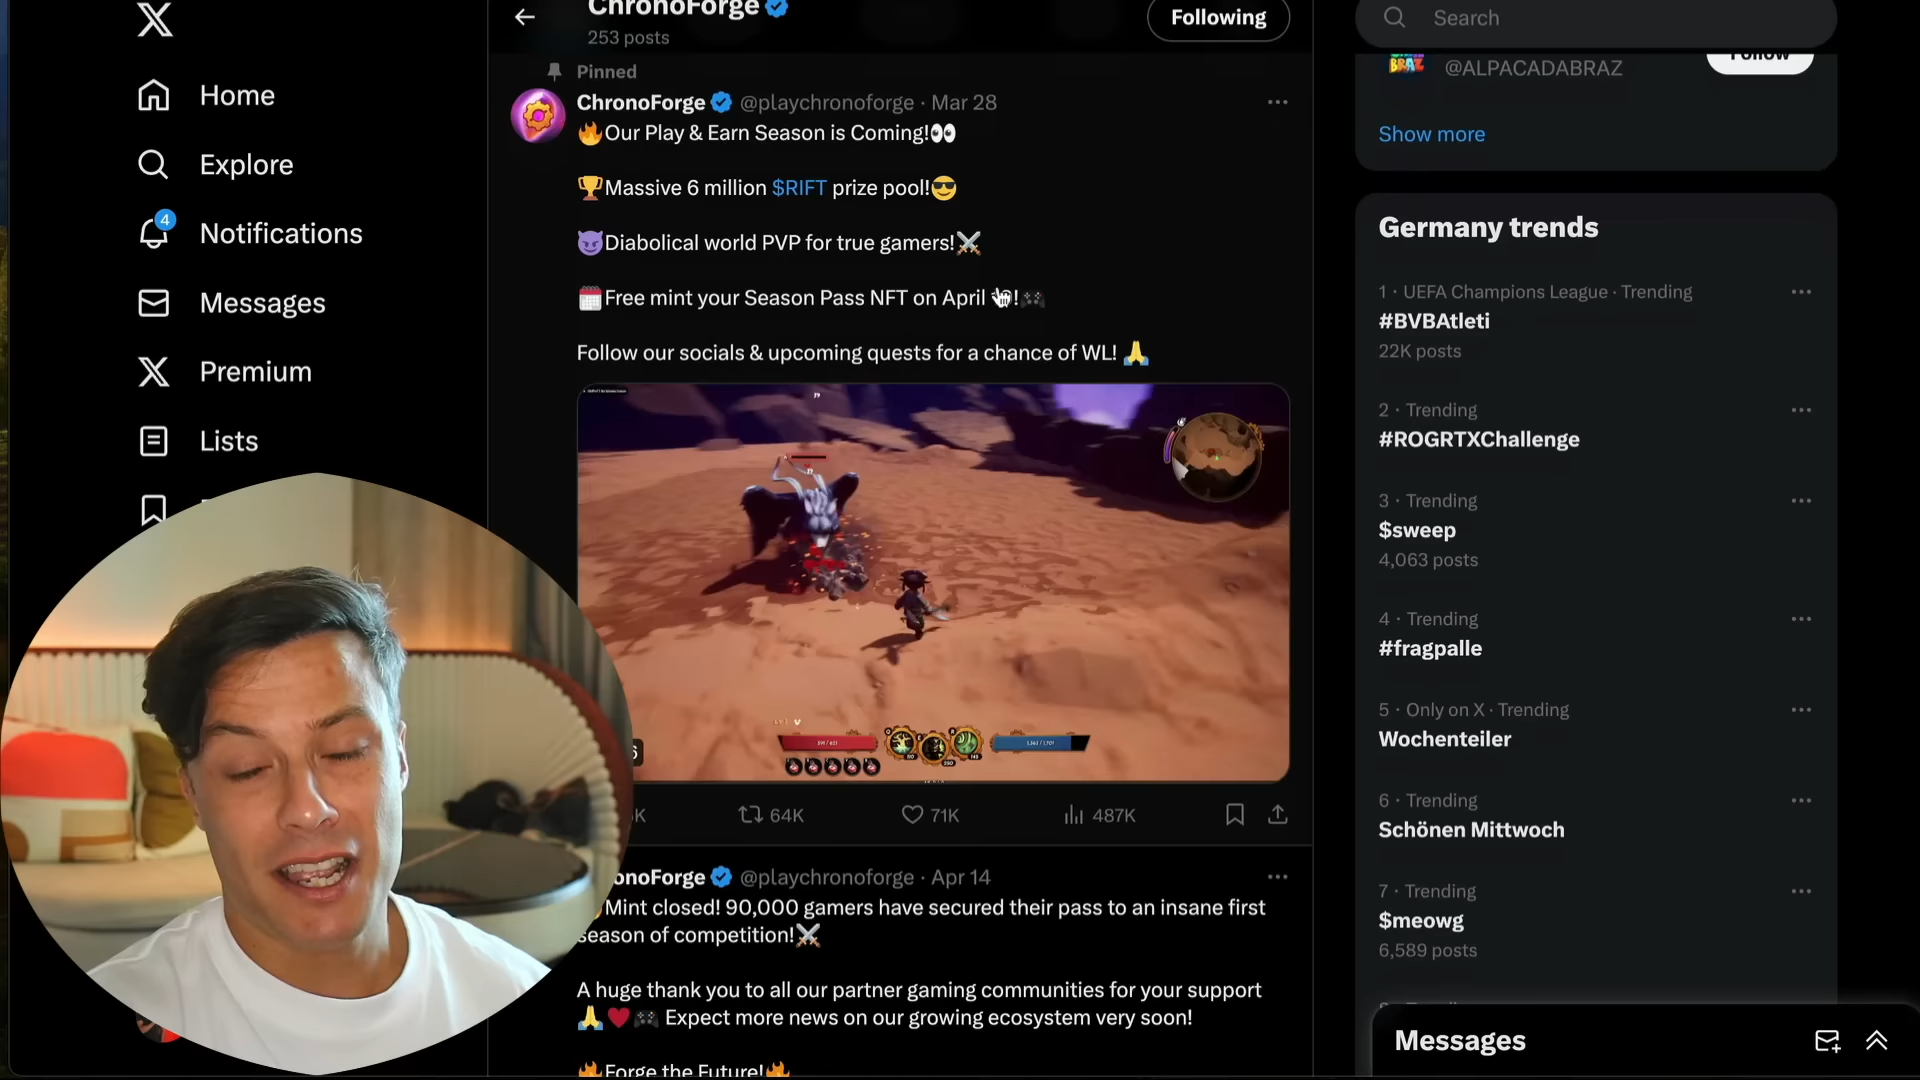 ChronoForge
253 posts
Following
Search
Home
Explore
4
Notifications
Messages
Premium
Lists
Pinned
ChronoForge @playchronoforge · Mar 28
🔥Our Play & Earn Season is Coming!👀
🏆Massive 6 million $RIFT prize pool!😎
😈Diabolical world PVP for true gamers!⚔️
Free mint your Season Pass NFT on April !🎮
Follow our socials & upcoming quests for a chance of WL! 🙏
64K
71K
487K
onoForge @playchronoforge · Apr 14
Mint closed! 90,000 gamers have secured their pass to an insane first
season of competition!⚔️
A huge thank you to all our partner gaming communities for your support
🙏❤️🎮 Expect more news on our growing ecosystem very soon!
🔥Forge the Future!🔥
BRAZ
@ALPACADABRAZ
Follow
Show more
Germany trends
1 · UEFA Champions League · Trending
#BVBAtleti
22K posts
2 · Trending
#ROGRTXChallenge
3 · Trending
$sweep
4,063 posts
4 · Trending
#fragpalle
5 · Only on X · Trending
Wochenteiler
6 · Trending
Schönen Mittwoch
7 · Trending
$meowg
6,589 posts
Messages